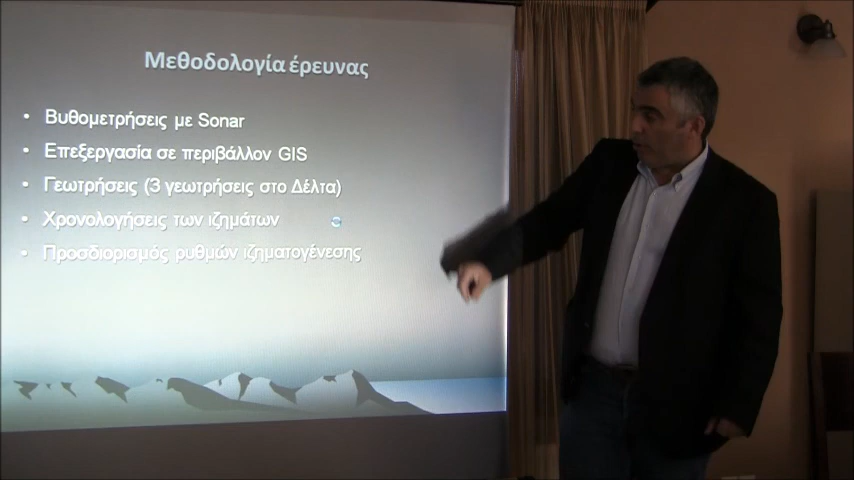 Μεθοδολογία έρευνας
• Βυθομετρήσεις με Sonar
• Επεξεργασία σε περιβάλλον GIS
• Γεωτρήσεις (3 γεωτρήσεις στο Δέλτα)
• Χρονολογήσεις των ιζημάτων
• Προσδιορισμός ρυθμών ιζηματογένεσης